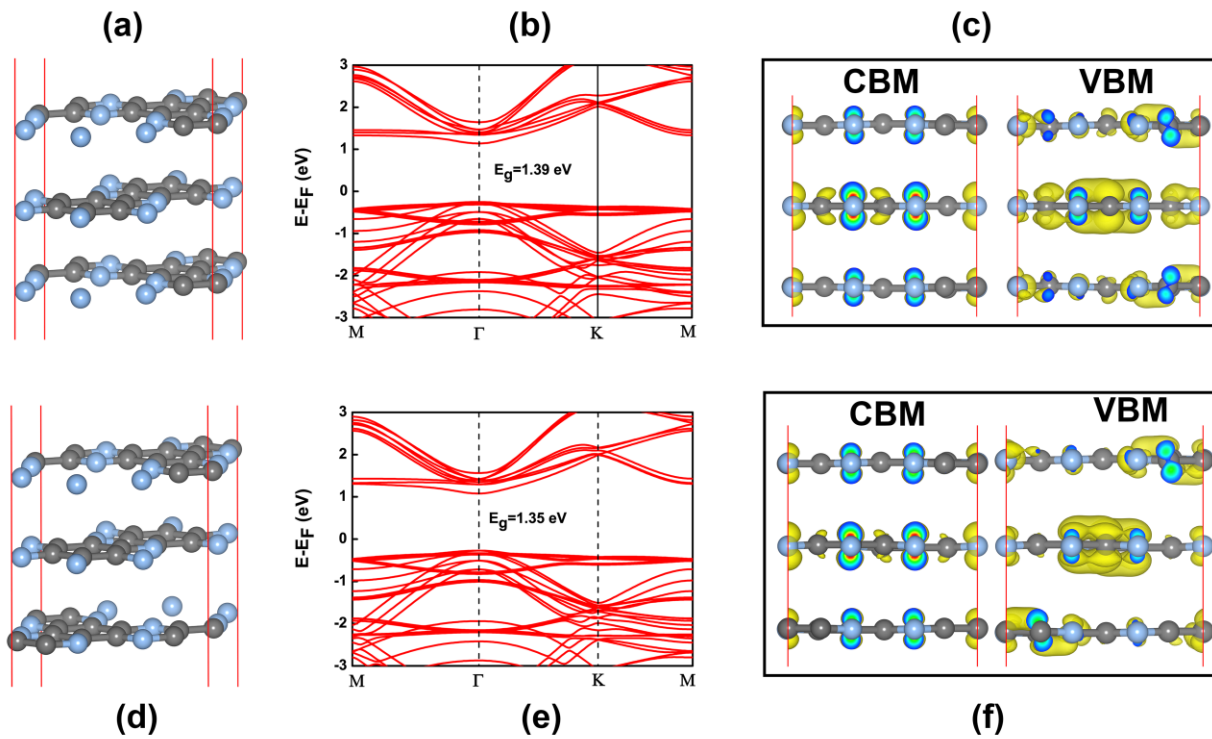 (a)
(b)
(c)
3
2
1
0
-1
-2
-3
E-E_F (eV)
E_g=1.39 eV
M
Γ
K
M
CBM
VBM
3
2
1
0
-1
-2
-3
E-E_F (eV)
E_g=1.35 eV
M
Γ
K
M
CBM
VBM
(d)
(e)
(f)